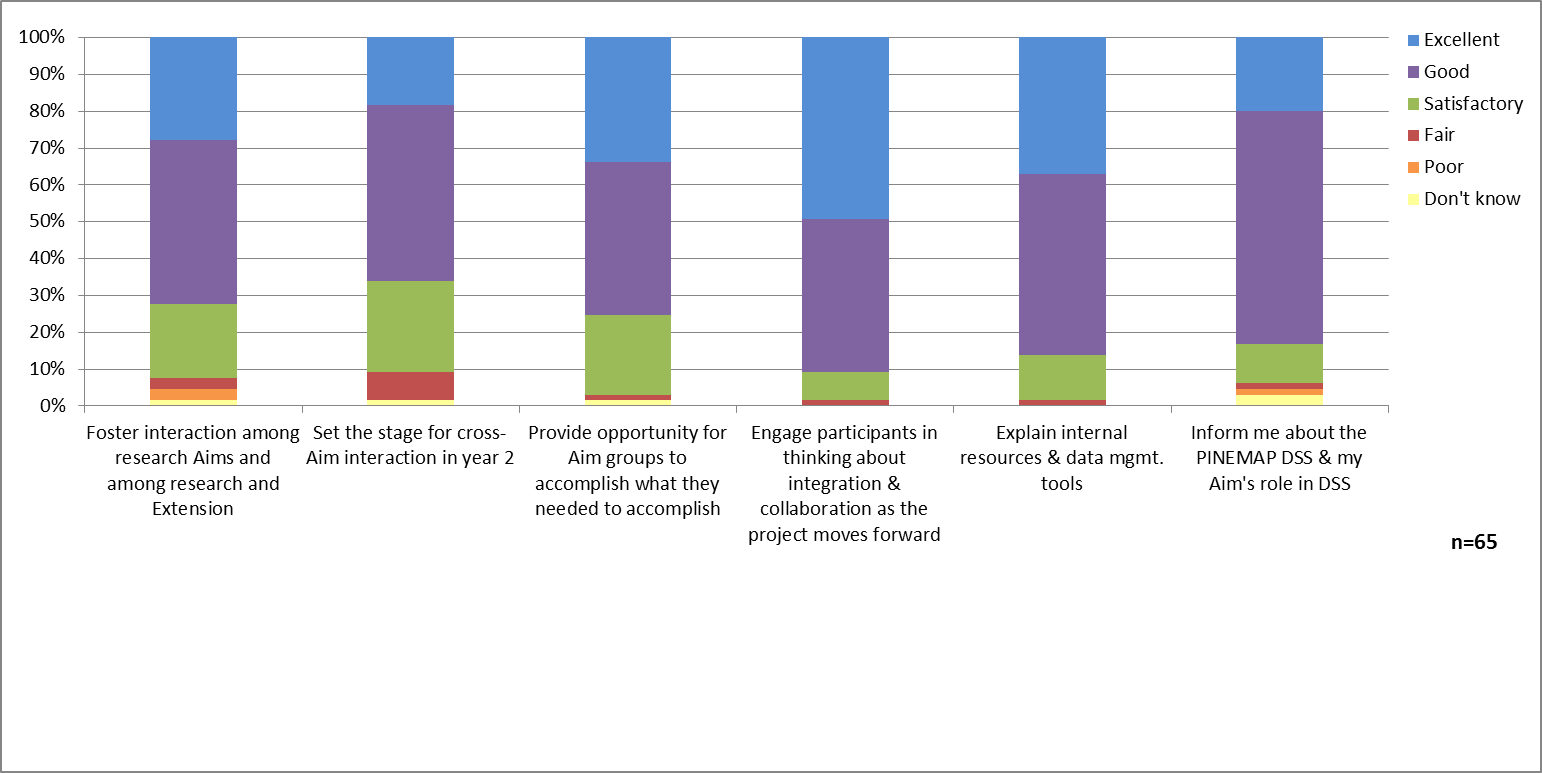 100%
90%
80%
70%
60%
50%
40%
30%
20%
10%
0%
Foster interaction among
research Aims and
among research and
Extension
Set the stage for cross-
Aim interaction in year 2
Provide opportunity for
Aim groups to
accomplish what they
needed to accomplish
Engage participants in
thinking about
integration &
collaboration as the
project moves forward
Explain internal
resources & data mgmt.
tools
Inform me about the
PINEMAP DSS & my
Aim's role in DSS
Excellent
Good
Satisfactory
Fair
Poor
Don't know
n=65